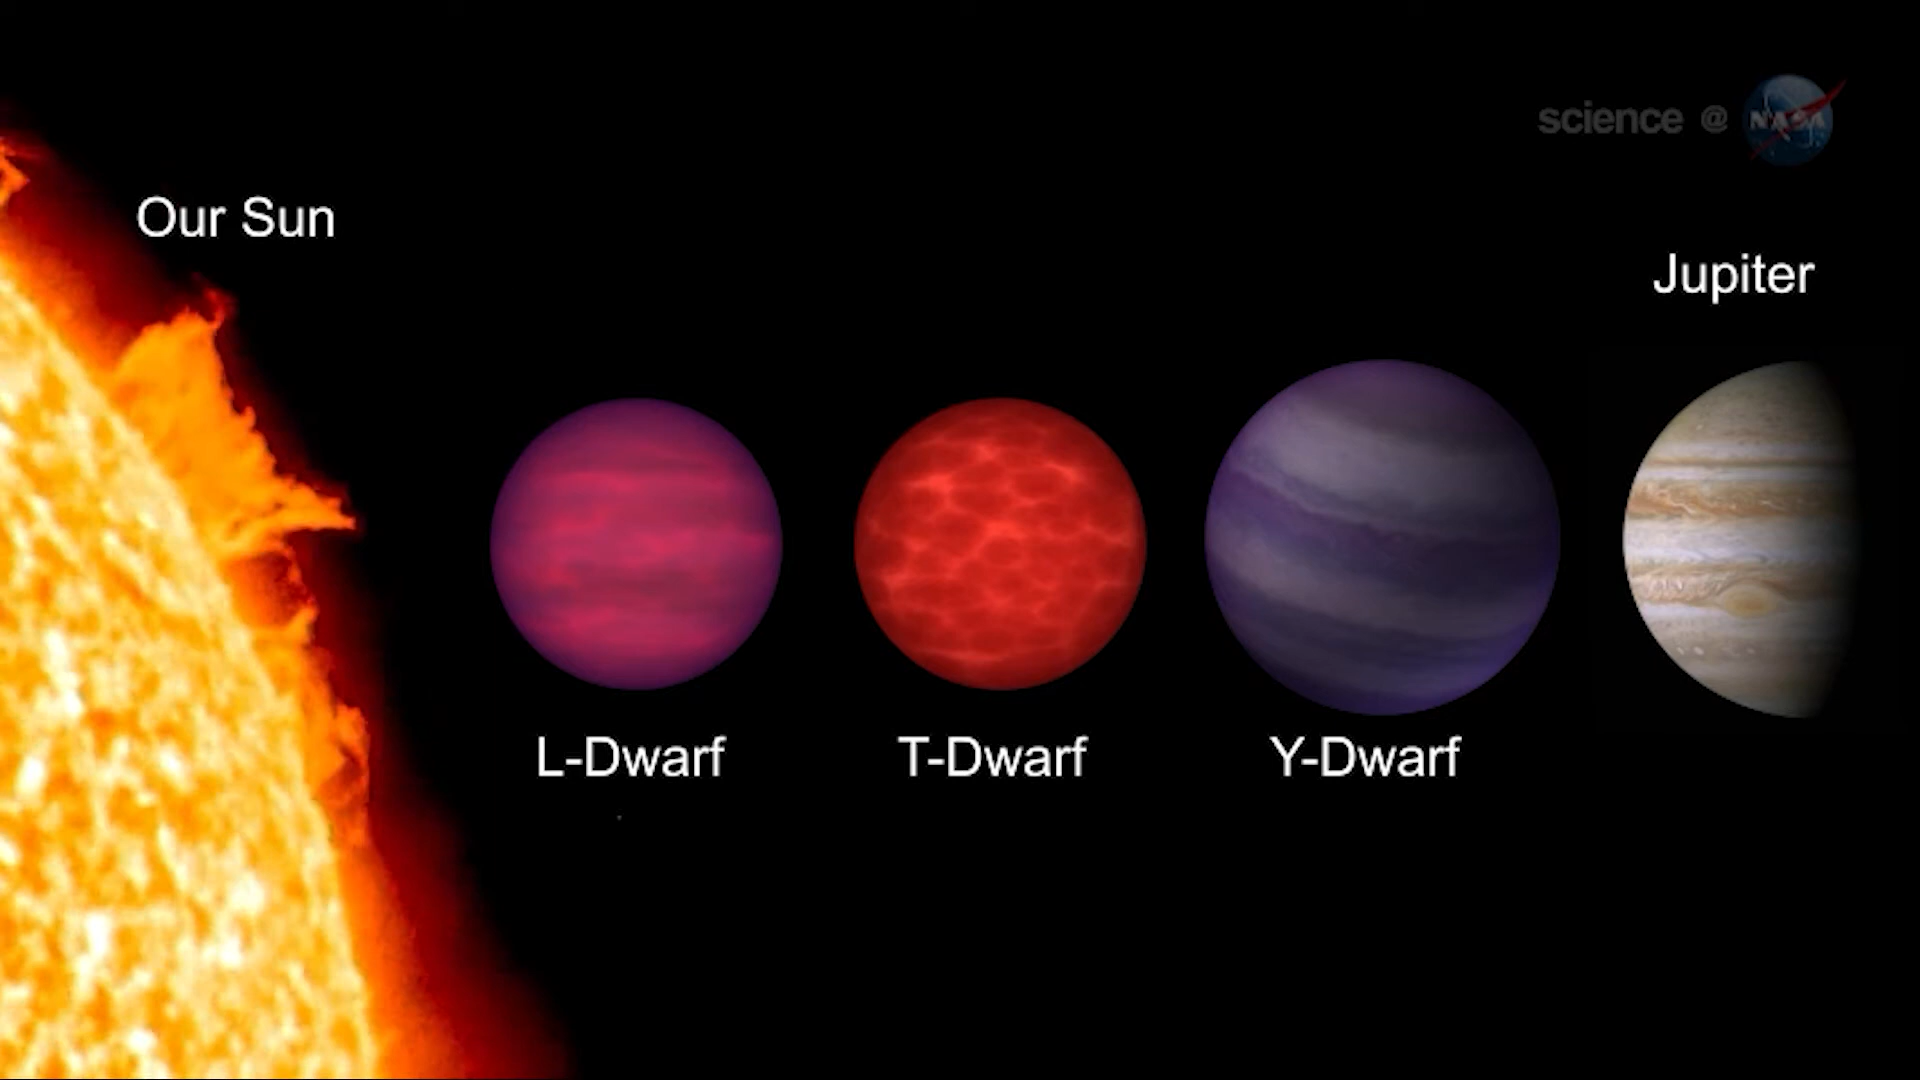 science @ NASA
Our Sun
Jupiter
L-Dwarf
T-Dwarf
Y-Dwarf